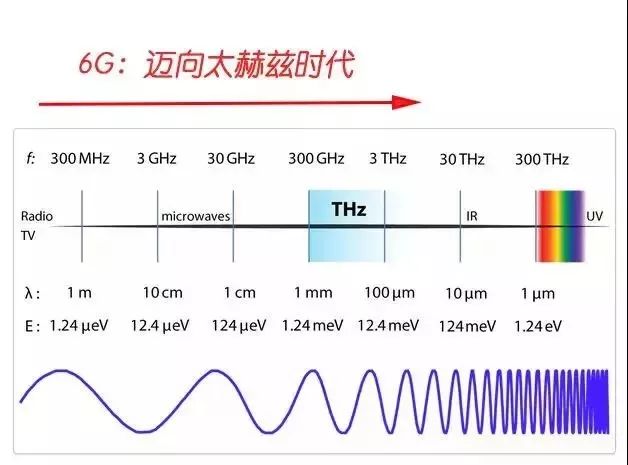 6G：迈向太赫兹时代
f: 300 MHz 3 GHz 30 GHz 300 GHz 3 THz 30 THz 300 THz
THz
Radio microwaves IR UV
TV
λ: 1 m 10 cm 1 cm 1 mm 100 µm 10 µm 1 µm
E: 1.24 µeV 12.4 µeV 124 µeV 1.24 meV 12.4 meV 124 meV 1.24 eV